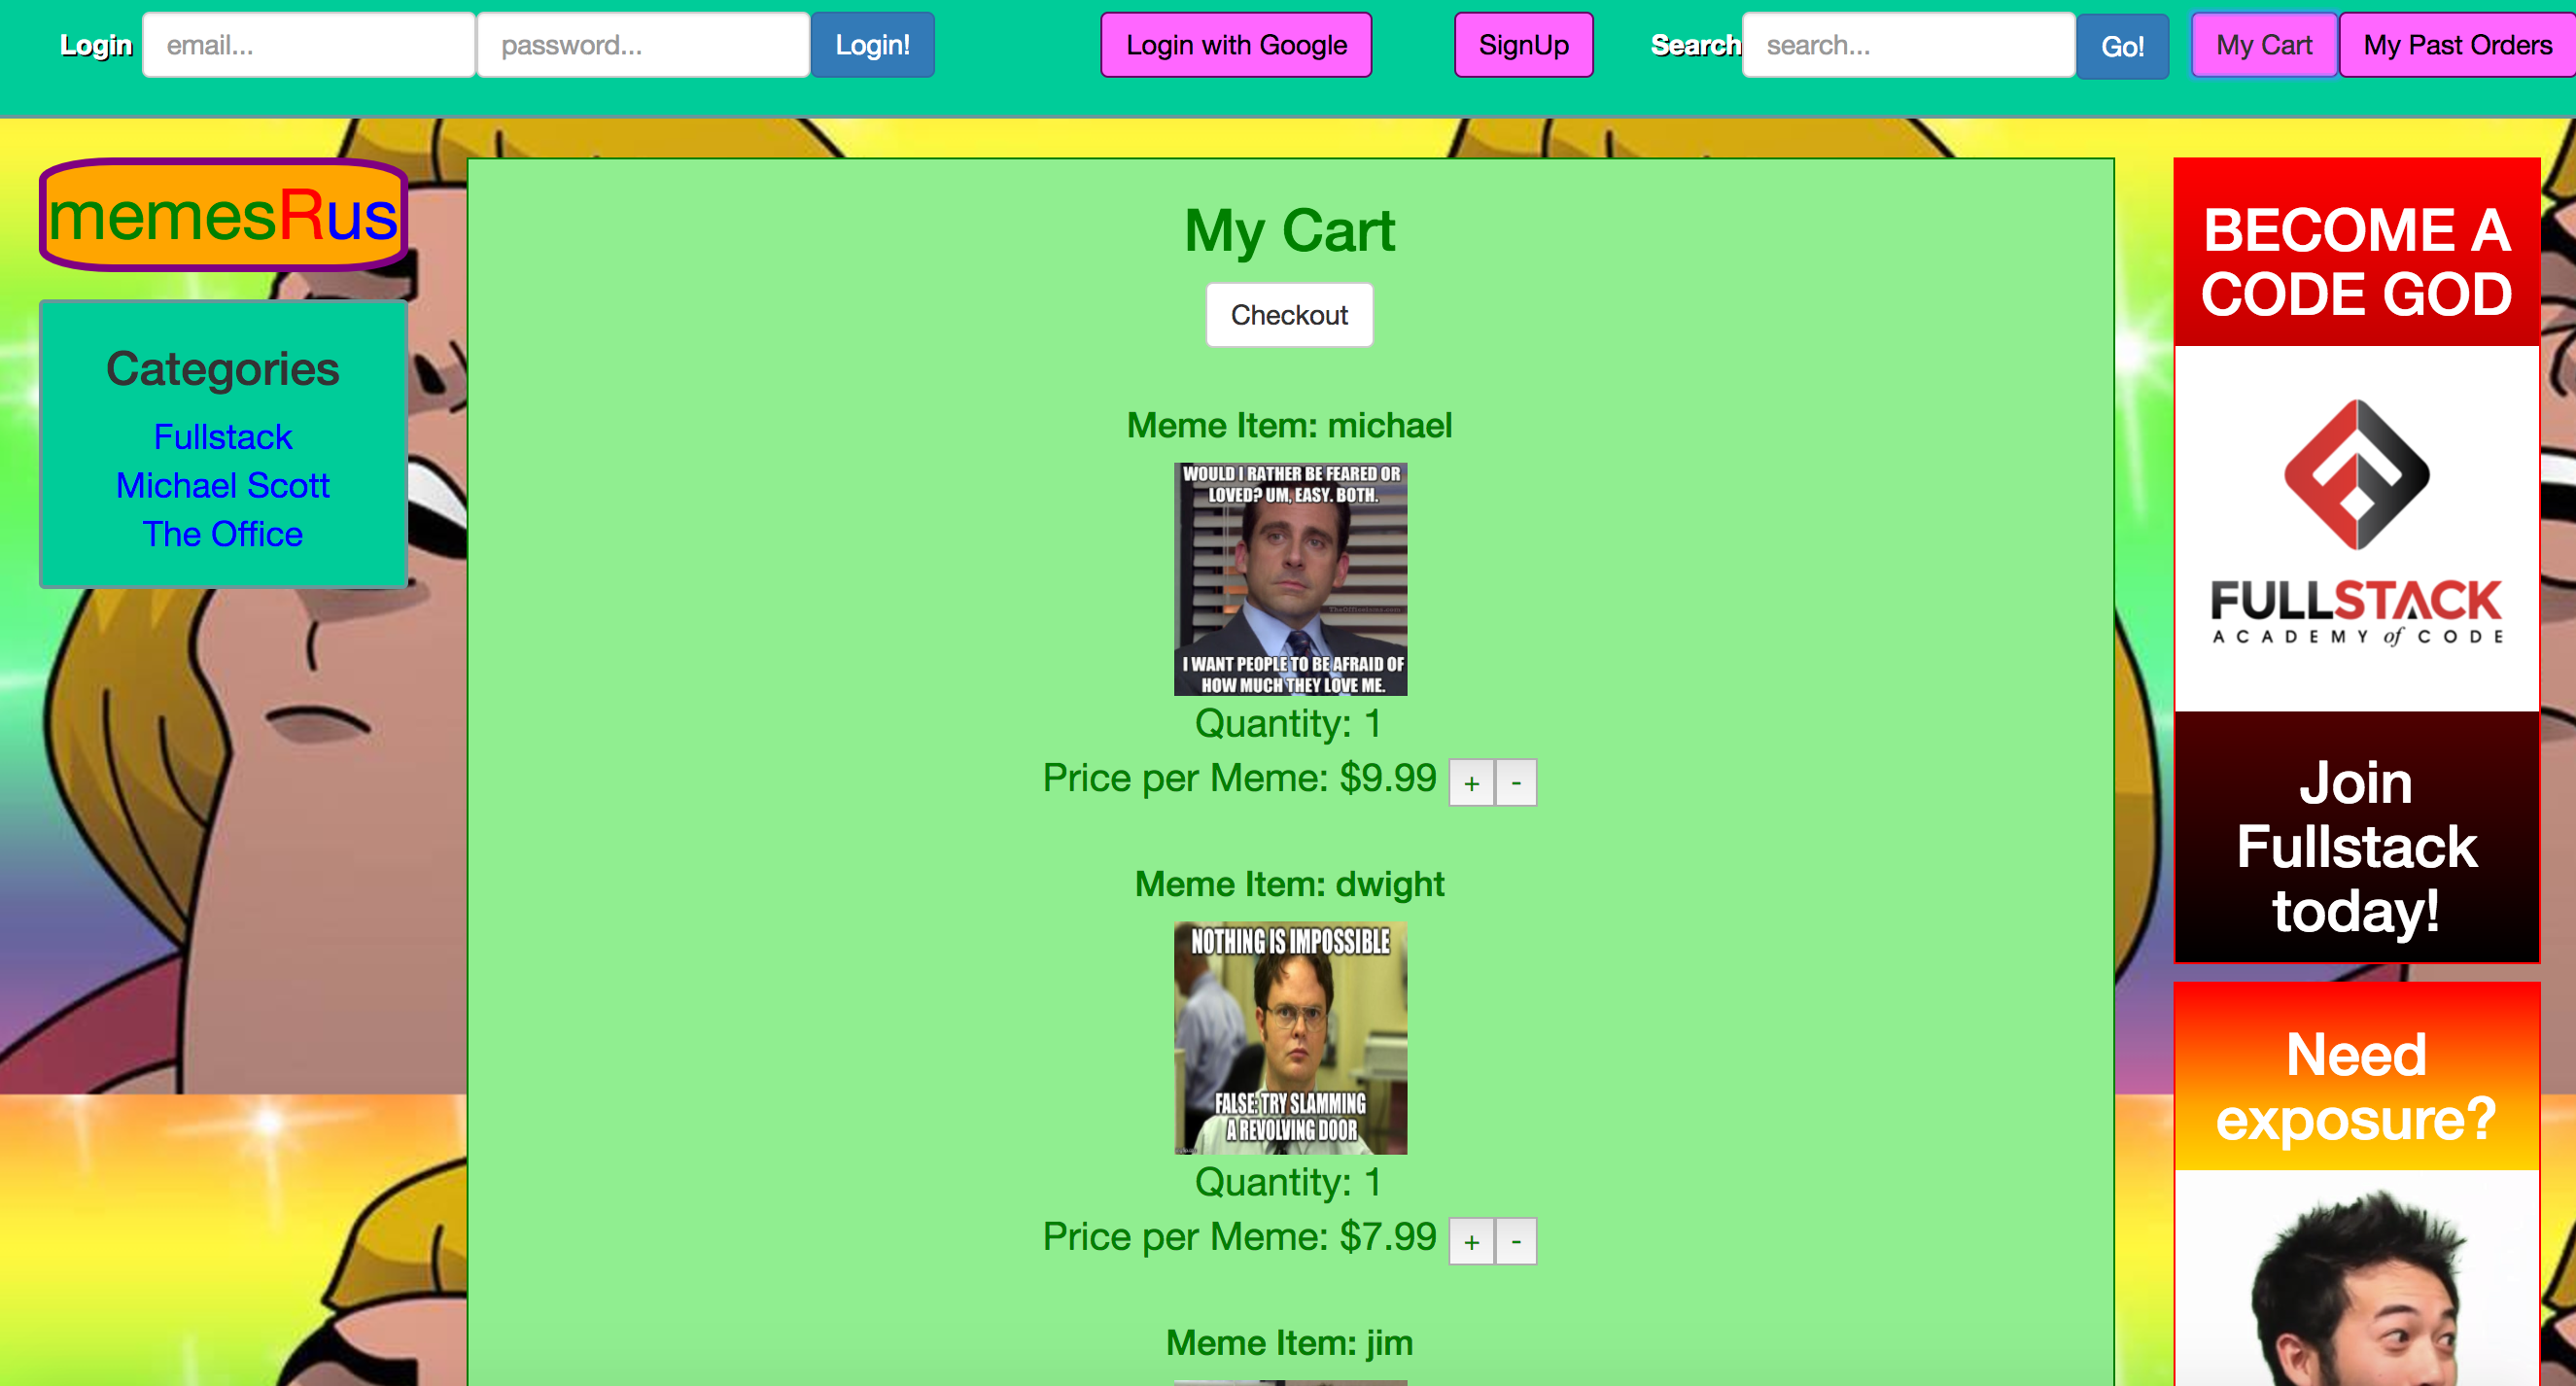 Login email... password... Login! Login with Google SignUp Search search... Go! My Cart My Past Orders
memesRus
Categories
Fullstack
Michael Scott
The Office
My Cart
Checkout
Meme Item: michael
WOULD I RATHER BE FEARED OR
LOVED? UM, EASY. BOTH.
I WANT PEOPLE TO BE AFRAID OF
HOW MUCH THEY LOVE ME.
Quantity: 1
Price per Meme: $9.99 + -
Meme Item: dwight
NOTHING IS IMPOSSIBLE
FALSE: TRY SLAMMING
A REVOLVING DOOR
Quantity: 1
Price per Meme: $7.99 + -
Meme Item: jim
BECOME A
CODE GOD
FULLSTACK
ACADEMY of CODE
Join
Fullstack
today!
Need
exposure?